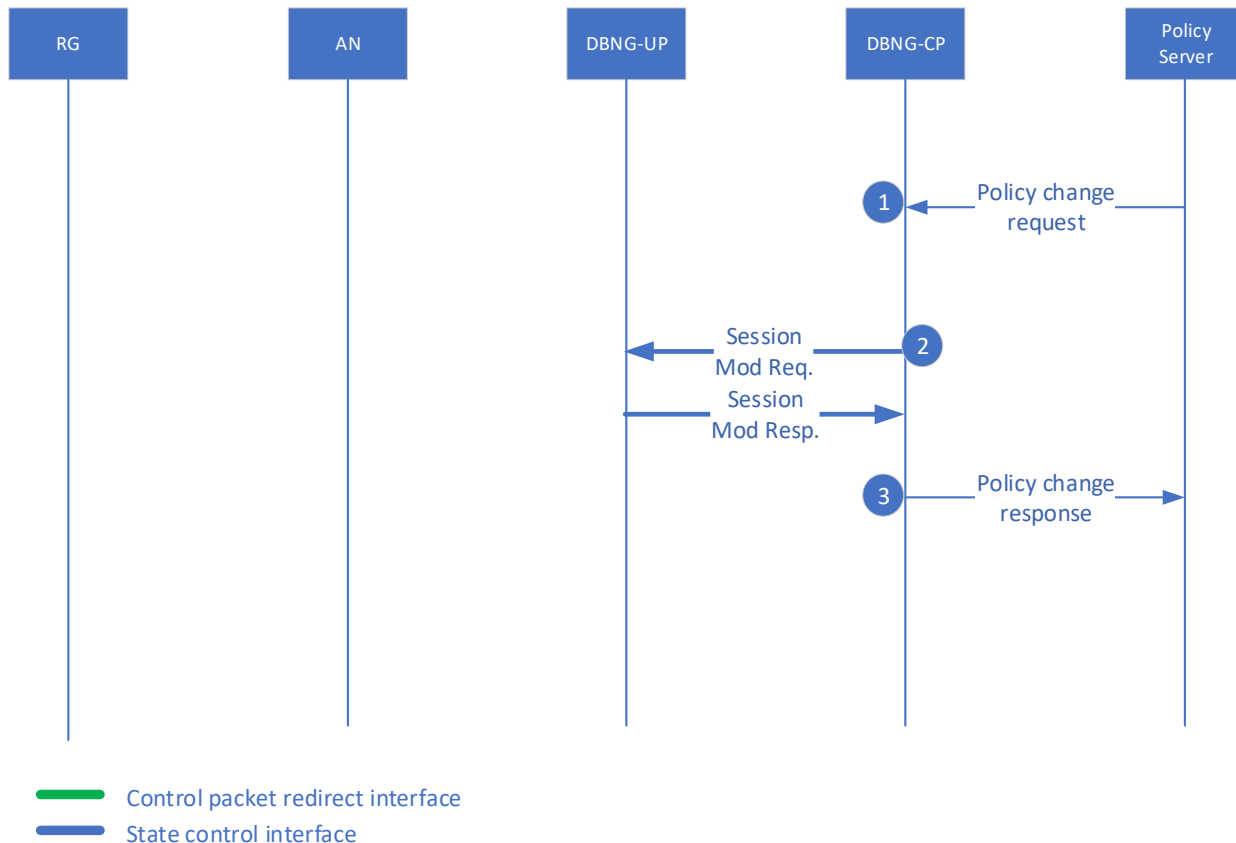 RG
AN
DBNG-UP
DBNG-CP
Policy
Server
1
Policy change
request
Session
Mod Req.
2
Session
Mod Resp.
3
Policy change
response
Control packet redirect interface
State control interface